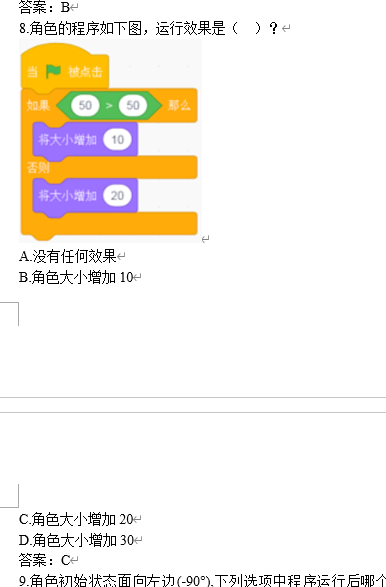 答案：B
8.角色的程序如下图，运行效果是（　）？
当 被点击
如果 50 > 50 那么
将大小增加 10
否则
将大小增加 20
A.没有任何效果
B.角色大小增加 10
C.角色大小增加 20
D.角色大小增加 30
答案：C
9.角色初始状态面向左边(-90°),下列选项中程序运行后哪个